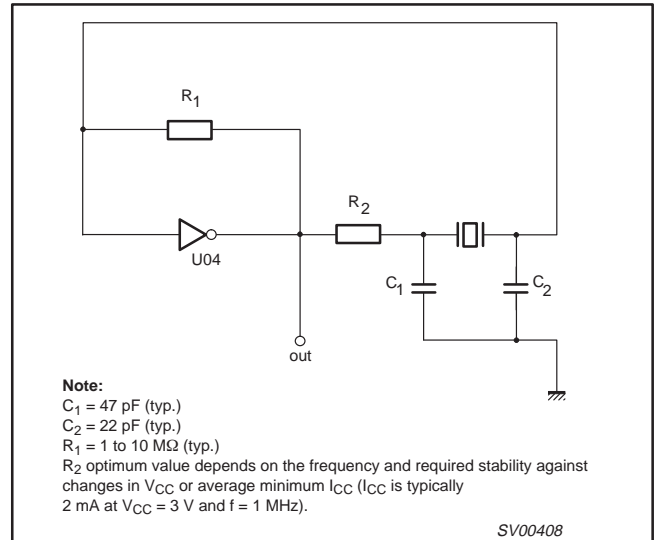 R1
R2
U04
C1
C2
out
Note:
C1 = 47 pF (typ.)
C2 = 22 pF (typ.)
R1 = 1 to 10 MΩ (typ.)
R2 optimum value depends on the frequency and required stability against
changes in VCC or average minimum ICC (ICC is typically
2 mA at VCC = 3 V and f = 1 MHz).
SV00408